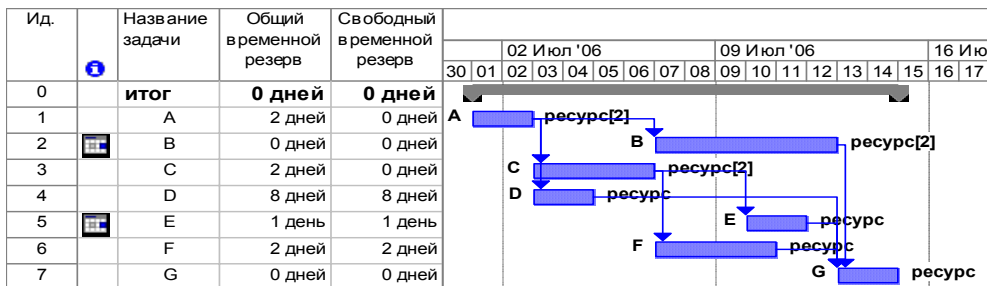 Ид. Название задачи Общий временной резерв Свободный временной резерв
02 Июл '06 09 Июл '06 16 Ию
30 01 02 03 04 05 06 07 08 09 10 11 12 13 14 15 16 17
0 итог 0 дней 0 дней
1 A 2 дней 0 дней A ресурс[2]
2 B 0 дней 0 дней B ресурс[2]
3 C 2 дней 0 дней C ресурс[2]
4 D 8 дней 8 дней D ресурс
5 E 1 день 1 день E ресурс
6 F 2 дней 2 дней F ресурс
7 G 0 дней 0 дней G ресурс